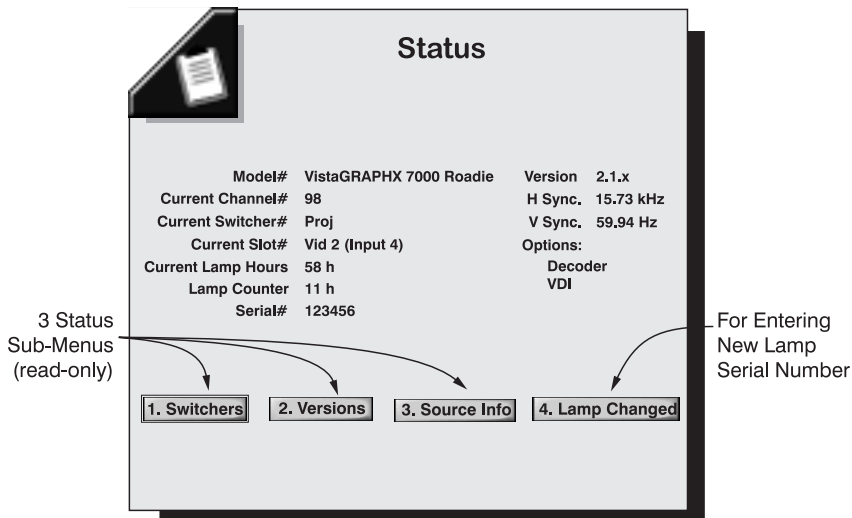 Status
Model# VistaGRAPHX 7000 Roadie
Current Channel# 98
Current Switcher# Proj
Current Slot# Vid 2 (Input 4)
Current Lamp Hours 58 h
Lamp Counter 11 h
Serial# 123456
Version 2.1.x
H Sync. 15.73 kHz
V Sync. 59.94 Hz
Options:
Decoder
VDI
3 Status
Sub-Menus
(read-only)
For Entering
New Lamp
Serial Number
1. Switchers
2. Versions
3. Source Info
4. Lamp Changed